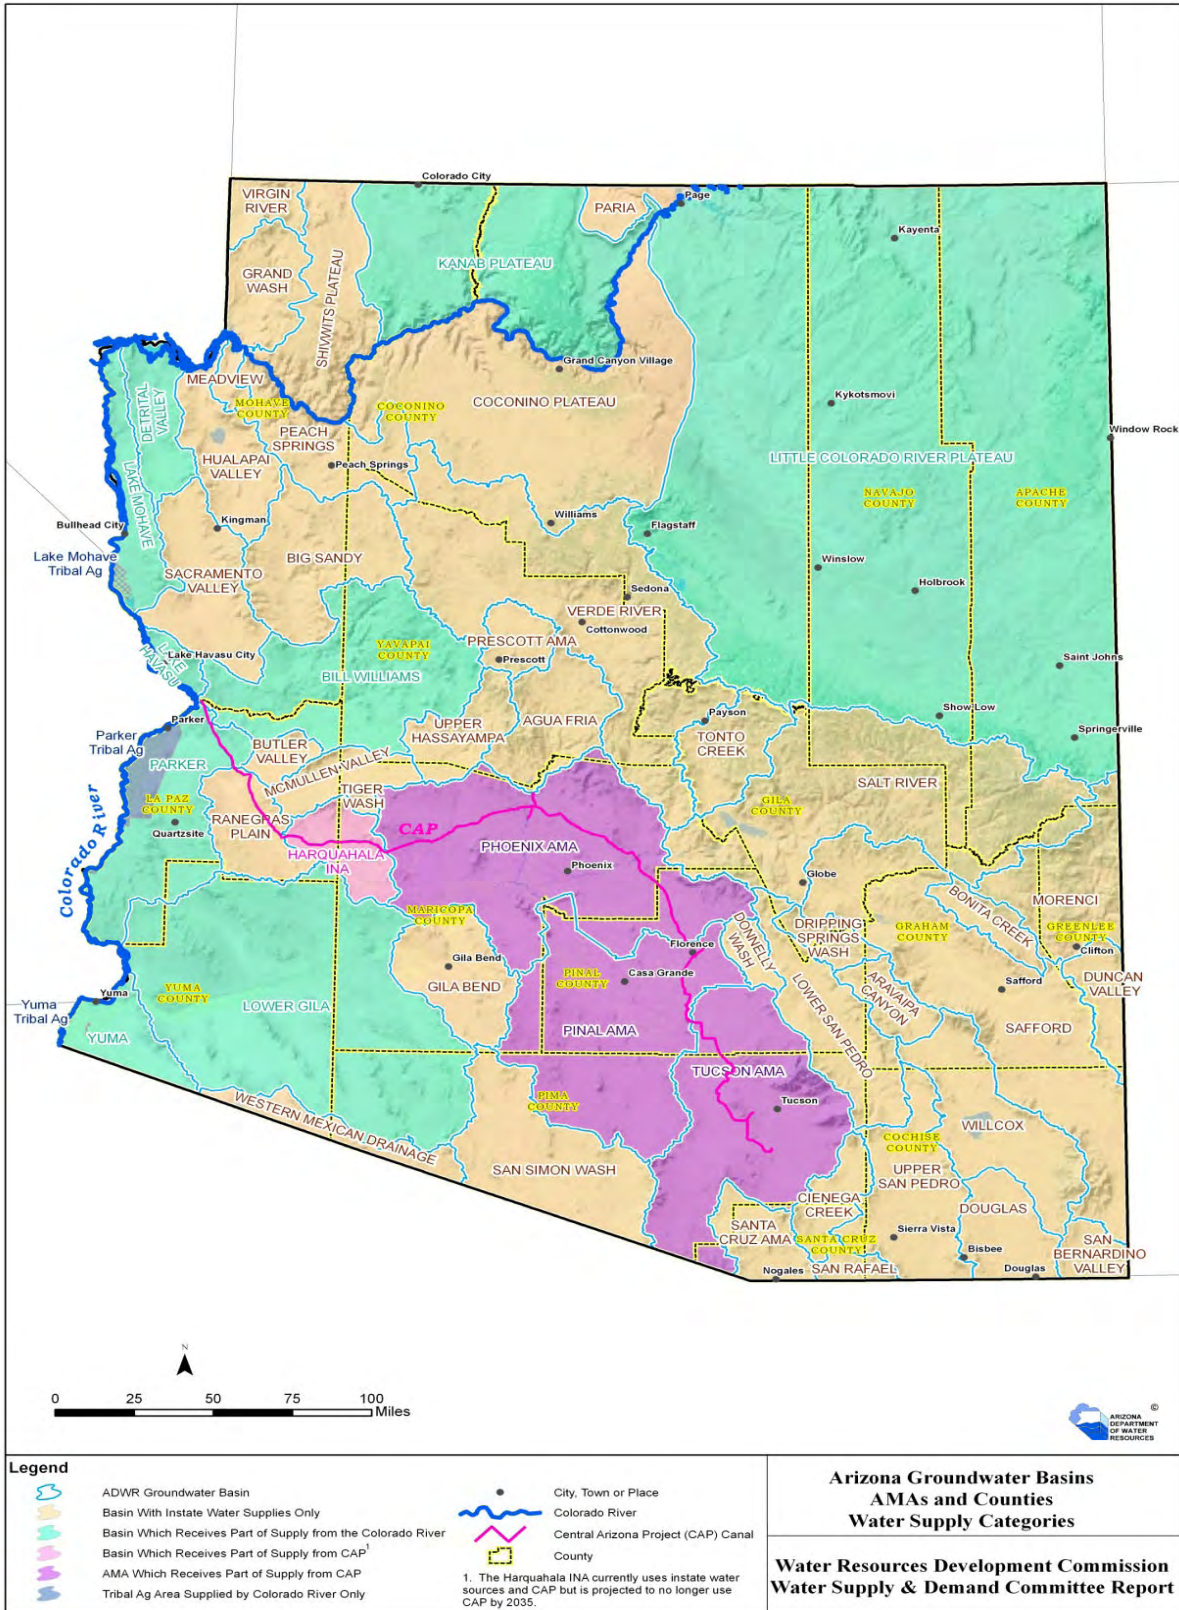 Colorado City
VIRGIN
RIVER
PARIA
Page
Kayenta
KANAB PLATEAU
GRAND
WASH
SHIVWITS PLATEAU
Grand Canyon Village
MEADVIEW
DETRITAL
VALLEY
MOHAVE
COUNTY
COCONINO
COUNTY
COCONINO PLATEAU
Kykotsmovi
PEACH
SPRINGS
Window Rock
HUALAPAI
VALLEY
Peach Springs
LITTLE COLORADO RIVER PLATEAU
LAKE MOHAVE
NAVAJO
COUNTY
APACHE
COUNTY
Bullhead City
Kingman
Williams
Flagstaff
Lake Mohave
Tribal Ag
BIG SANDY
SACRAMENTO
VALLEY
Winslow
Holbrook
Sedona
VERDE RIVER
Cottonwood
PRESCOTT AMA
Prescott
YAVAPAI
COUNTY
Lake Havasu City
LAKE
HAVASU
BILL WILLIAMS
Saint Johns
Parker
UPPER
HASSAYAMPA
AGUA FRIA
Payson
TONTO
CREEK
Show Low
Springerville
Parker
Tribal Ag
PARKER
BUTLER
VALLEY
MCMULLEN VALLEY
TIGER
WASH
SALT RIVER
LA PAZ
COUNTY
GILA
COUNTY
RANEGRAS
PLAIN
Quartzsite
CAP
HARQUAHALA
INA
PHOENIX AMA
Phoenix
Colorado River
Globe
MARICOPA
COUNTY
BONITA CREEK
MORENCI
DRIPPING
SPRINGS
WASH
GRAHAM
COUNTY
GREENLEE
COUNTY
DONNELLY
WASH
Florence
Clifton
Gila Bend
GILA BEND
PINAL
COUNTY
Casa Grande
ARAVAIPA
CANYON
Safford
DUNCAN
VALLEY
YUMA
COUNTY
Yuma
Yuma
Tribal Ag
LOWER GILA
LOWER SAN PEDRO
SAFFORD
YUMA
PINAL AMA
TUCSON AMA
PIMA
COUNTY
Tucson
WESTERN MEXICAN DRAINAGE
WILLCOX
COCHISE
COUNTY
SAN SIMON WASH
UPPER
SAN PEDRO
CIENEGA
CREEK
DOUGLAS
SANTA
CRUZ AMA
SANTA CRUZ
COUNTY
Sierra Vista
Bisbee
SAN
BERNARDINO
VALLEY
Nogales
SAN RAFAEL
Douglas
N
0 25 50 75 100
Miles
©
ARIZONA
DEPARTMENT
OF WATER
RESOURCES
Legend
ADWR Groundwater Basin
Basin With Instate Water Supplies Only
Basin Which Receives Part of Supply from the Colorado River
Basin Which Receives Part of Supply from CAP1
AMA Which Receives Part of Supply from CAP
Tribal Ag Area Supplied by Colorado River Only
City, Town or Place
Colorado River
Central Arizona Project (CAP) Canal
County
1. The Harquahala INA currently uses instate water
sources and CAP but is projected to no longer use
CAP by 2035.
Arizona Groundwater Basins
AMAs and Counties
Water Supply Categories
Water Resources Development Commission
Water Supply & Demand Committee Report